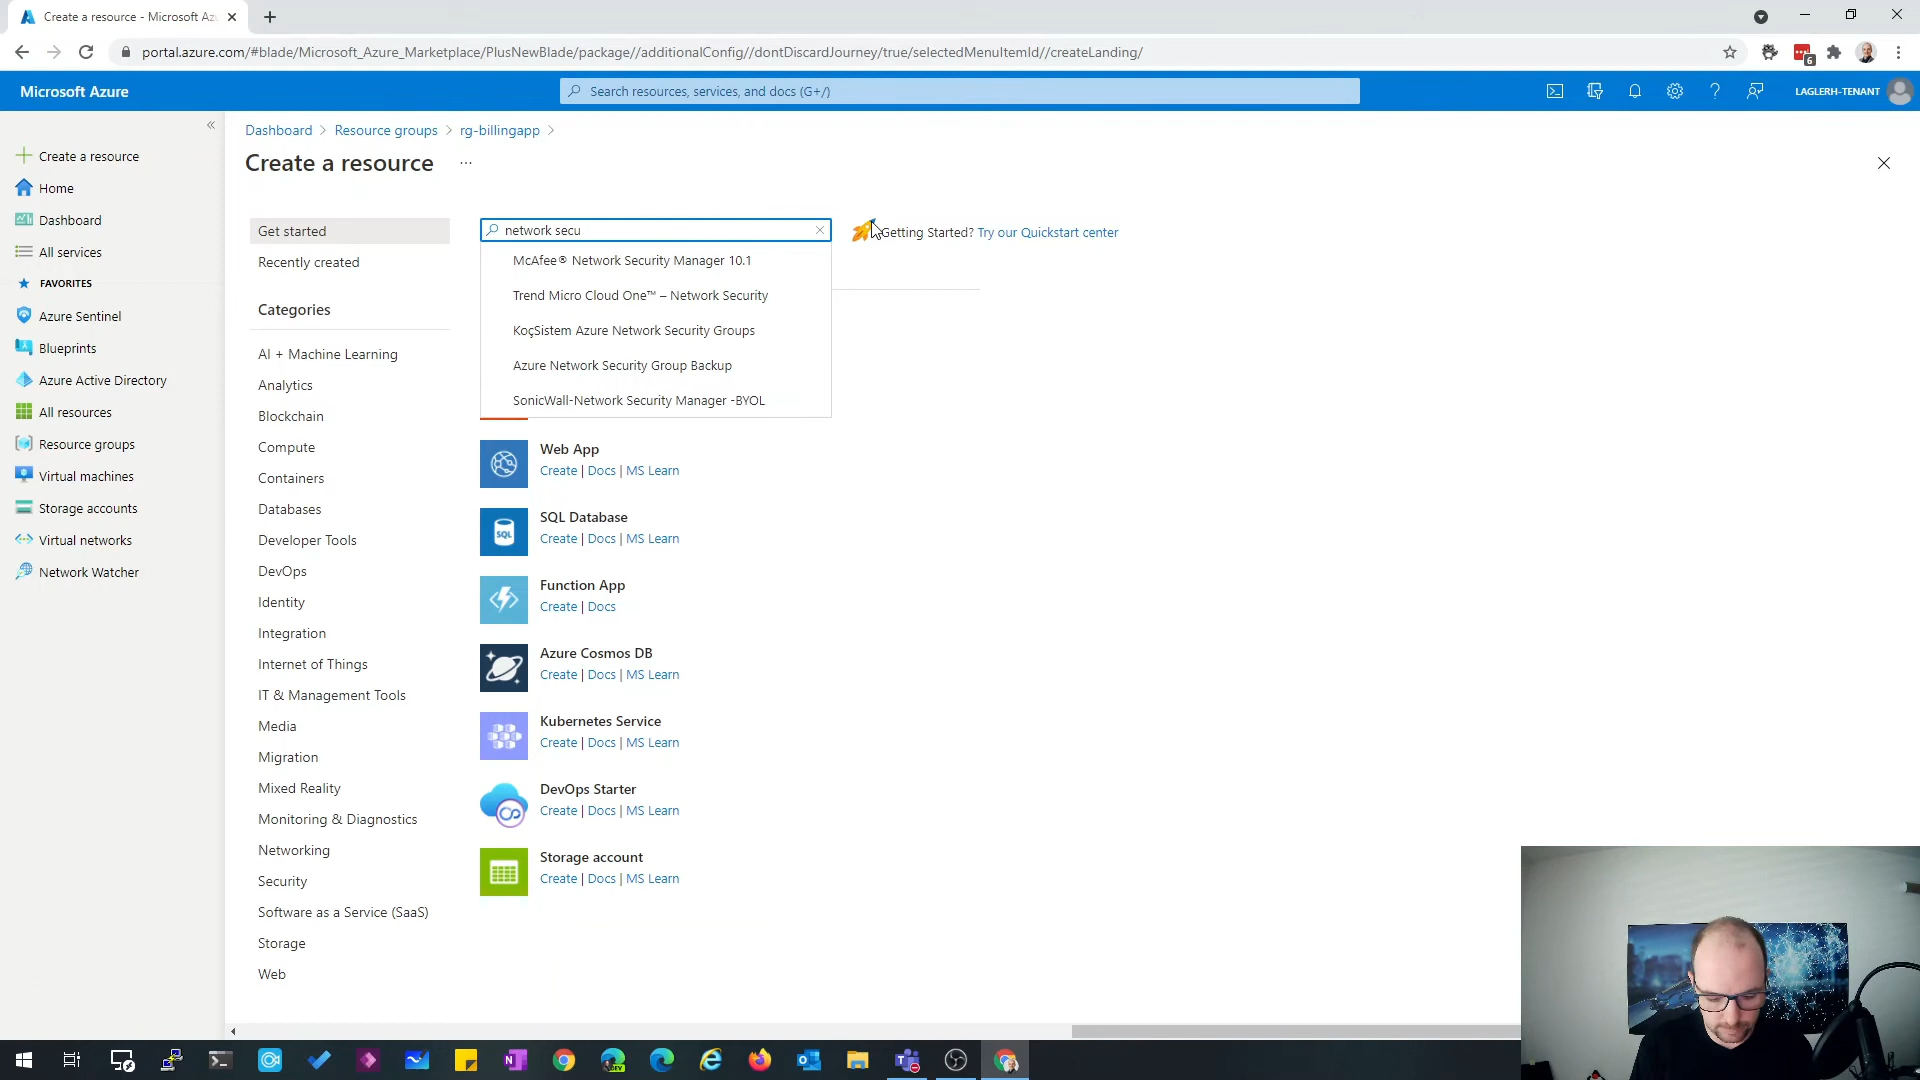 Create a resource - Microsoft Az
portal.azure.com/#blade/Microsoft_Azure_Marketplace/PlusNewBlade/package//additionalConfig//dontDiscardJourney/true/selectedMenuItemId//createLanding/
6
Microsoft Azure
Search resources, services, and docs (G+/)
LAGLERH-TENANT
Dashboard > Resource groups > rg-billingapp >
Create a resource ...
Create a resource
Home
Dashboard
All services
FAVORITES
Azure Sentinel
Blueprints
Azure Active Directory
All resources
Resource groups
Virtual machines
Storage accounts
Virtual networks
Network Watcher
Get started
Recently created
Categories
AI + Machine Learning
Analytics
Blockchain
Compute
Containers
Databases
Developer Tools
DevOps
Identity
Integration
Internet of Things
IT & Management Tools
Media
Migration
Mixed Reality
Monitoring & Diagnostics
Networking
Security
Software as a Service (SaaS)
Storage
Web
network secu
Getting Started? Try our Quickstart center
McAfee® Network Security Manager 10.1
Trend Micro Cloud One™ – Network Security
KoçSistem Azure Network Security Groups
Azure Network Security Group Backup
SonicWall-Network Security Manager -BYOL
Web App
Create | Docs | MS Learn
SQL
SQL Database
Create | Docs | MS Learn
Function App
Create | Docs
Azure Cosmos DB
Create | Docs | MS Learn
Kubernetes Service
Create | Docs | MS Learn
DevOps Starter
Create | Docs | MS Learn
Storage account
Create | Docs | MS Learn